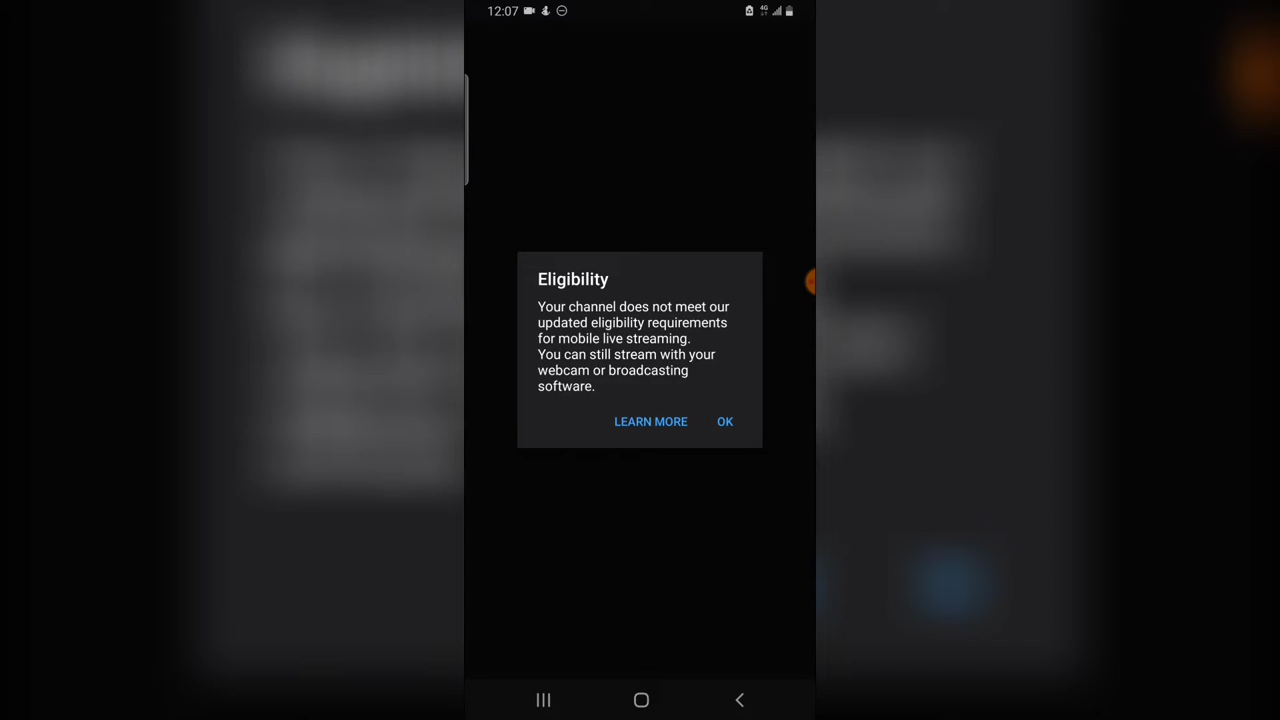 12:07
4G
Eligibility
Your channel does not meet our
updated eligibility requirements
for mobile live streaming.
You can still stream with your
webcam or broadcasting
software.
LEARN MORE OK